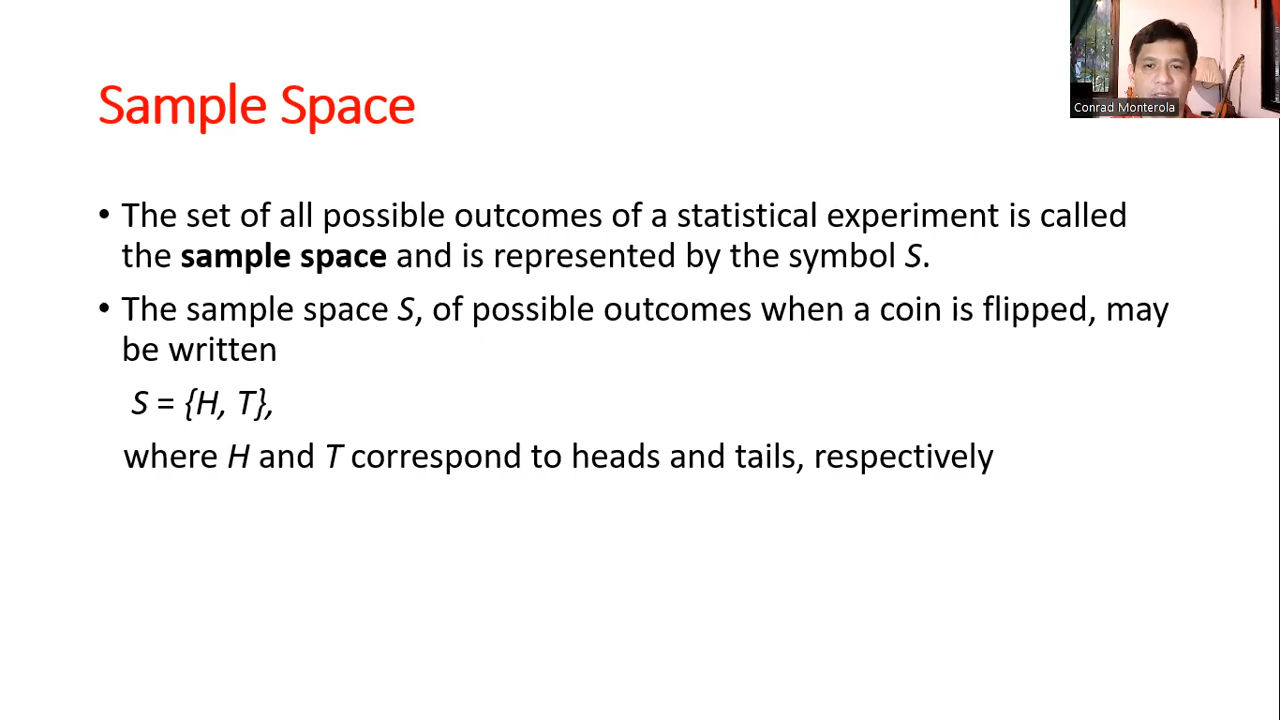 Sample Space
Conrad Monterola
• The set of all possible outcomes of a statistical experiment is called
the sample space and is represented by the symbol S.
• The sample space S, of possible outcomes when a coin is flipped, may
be written
S = {H, T},
where H and T correspond to heads and tails, respectively